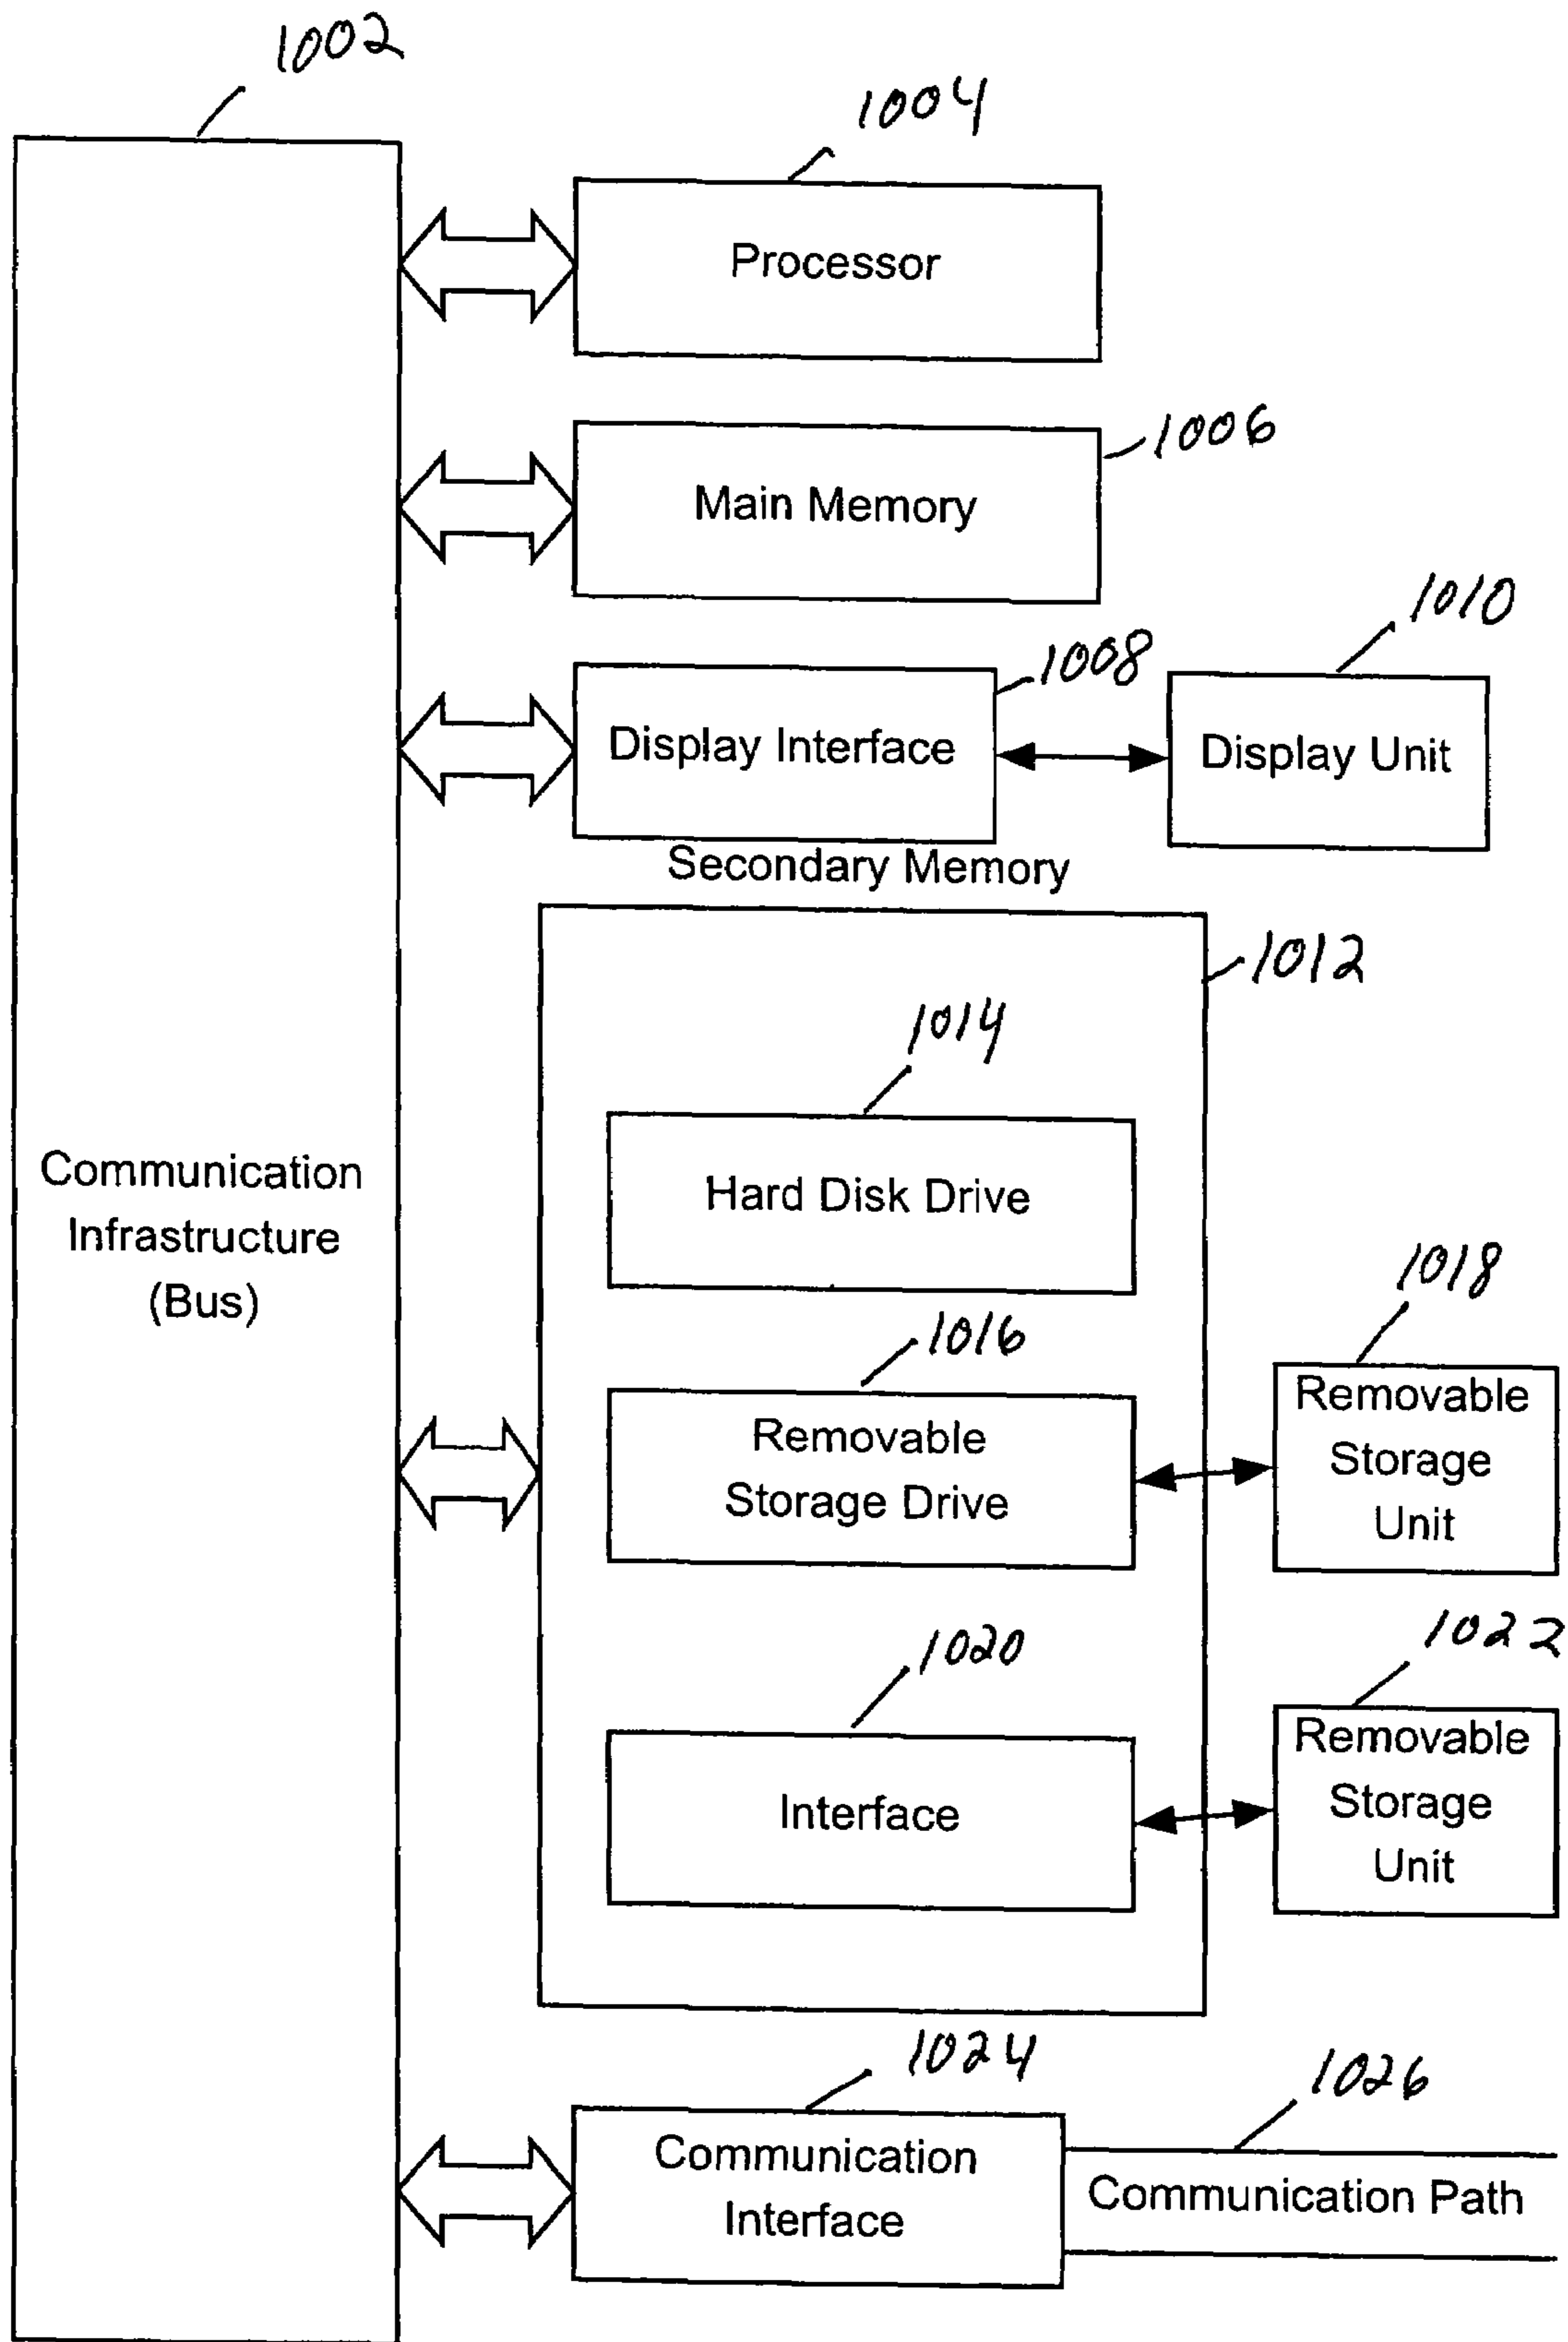 1002
1004
Processor
1006
Main Memory
1010
1008
Display Interface
Display Unit
Secondary Memory
1012
1014
Hard Disk Drive
Communication
Infrastructure
(Bus)
1016
Removable
Storage Drive
1018
Removable
Storage
Unit
1020
Interface
1022
Removable
Storage
Unit
1024
Communication
Interface
1026
Communication Path